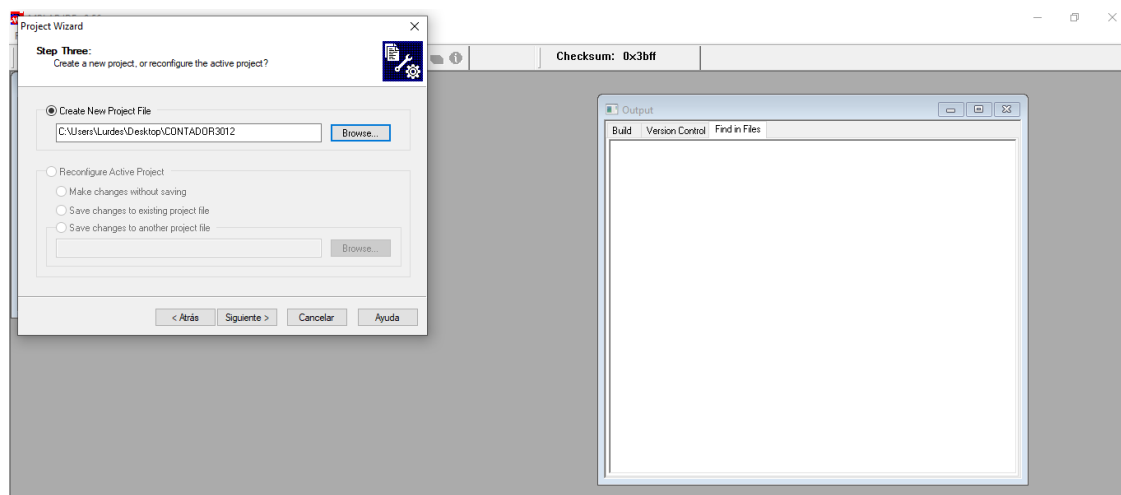 Project Wizard
Step Three:
Create a new project, or reconfigure the active project?
Checksum: 0x3bff
Create New Project File
C:\Users\Lurdes\Desktop\CONTADOR3012
Browse...
Reconfigure Active Project
Make changes without saving
Save changes to existing project file
Save changes to another project file
Browse...
< Atrás
Siguiente >
Cancelar
Ayuda
Output
Build
Version Control
Find in Files